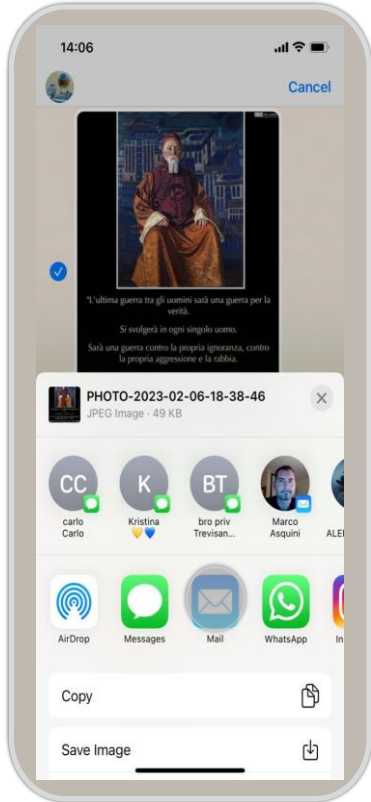 14:06
Cancel
"L'ultima guerra tra gli uomini sarà una guerra per la
verità.
Si svolgerà in ogni singolo uomo.
Sarà una guerra contro la propria ignoranza, contro
la propria aggressione e la rabbia.
PHOTO-2023-02-06-18-38-46
JPEG Image · 49 KB
CC
K
BT
carlo
Carlo
Kristina
💛💙
bro priv
Trevisan...
Marco
Asquini
ALE
AirDrop
Messages
Mail
WhatsApp
In
Copy
Save Image